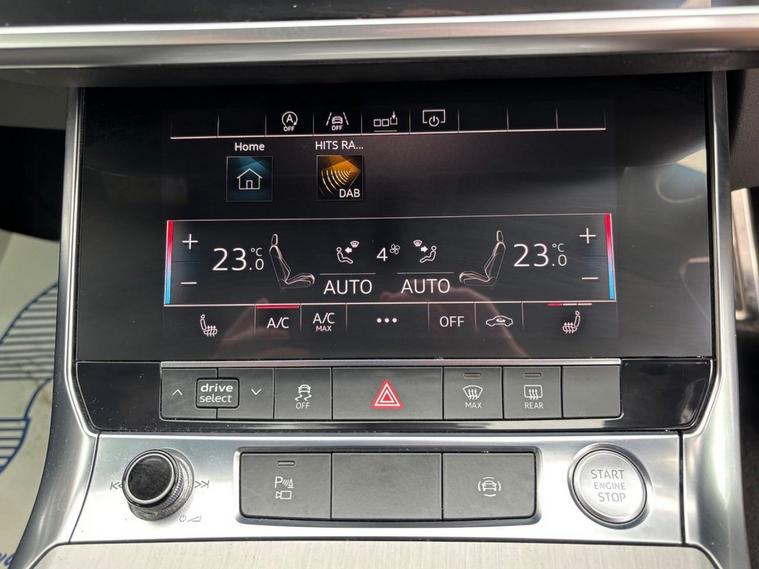 A
OFF
OFF
Home
HITS RA...
DAB
+
23.0 °C
4
23.0 °C
+
−
AUTO
AUTO
−
A/C
A/C
MAX
•••
OFF
drive
select
OFF
MAX
REAR
P
START
ENGINE
STOP